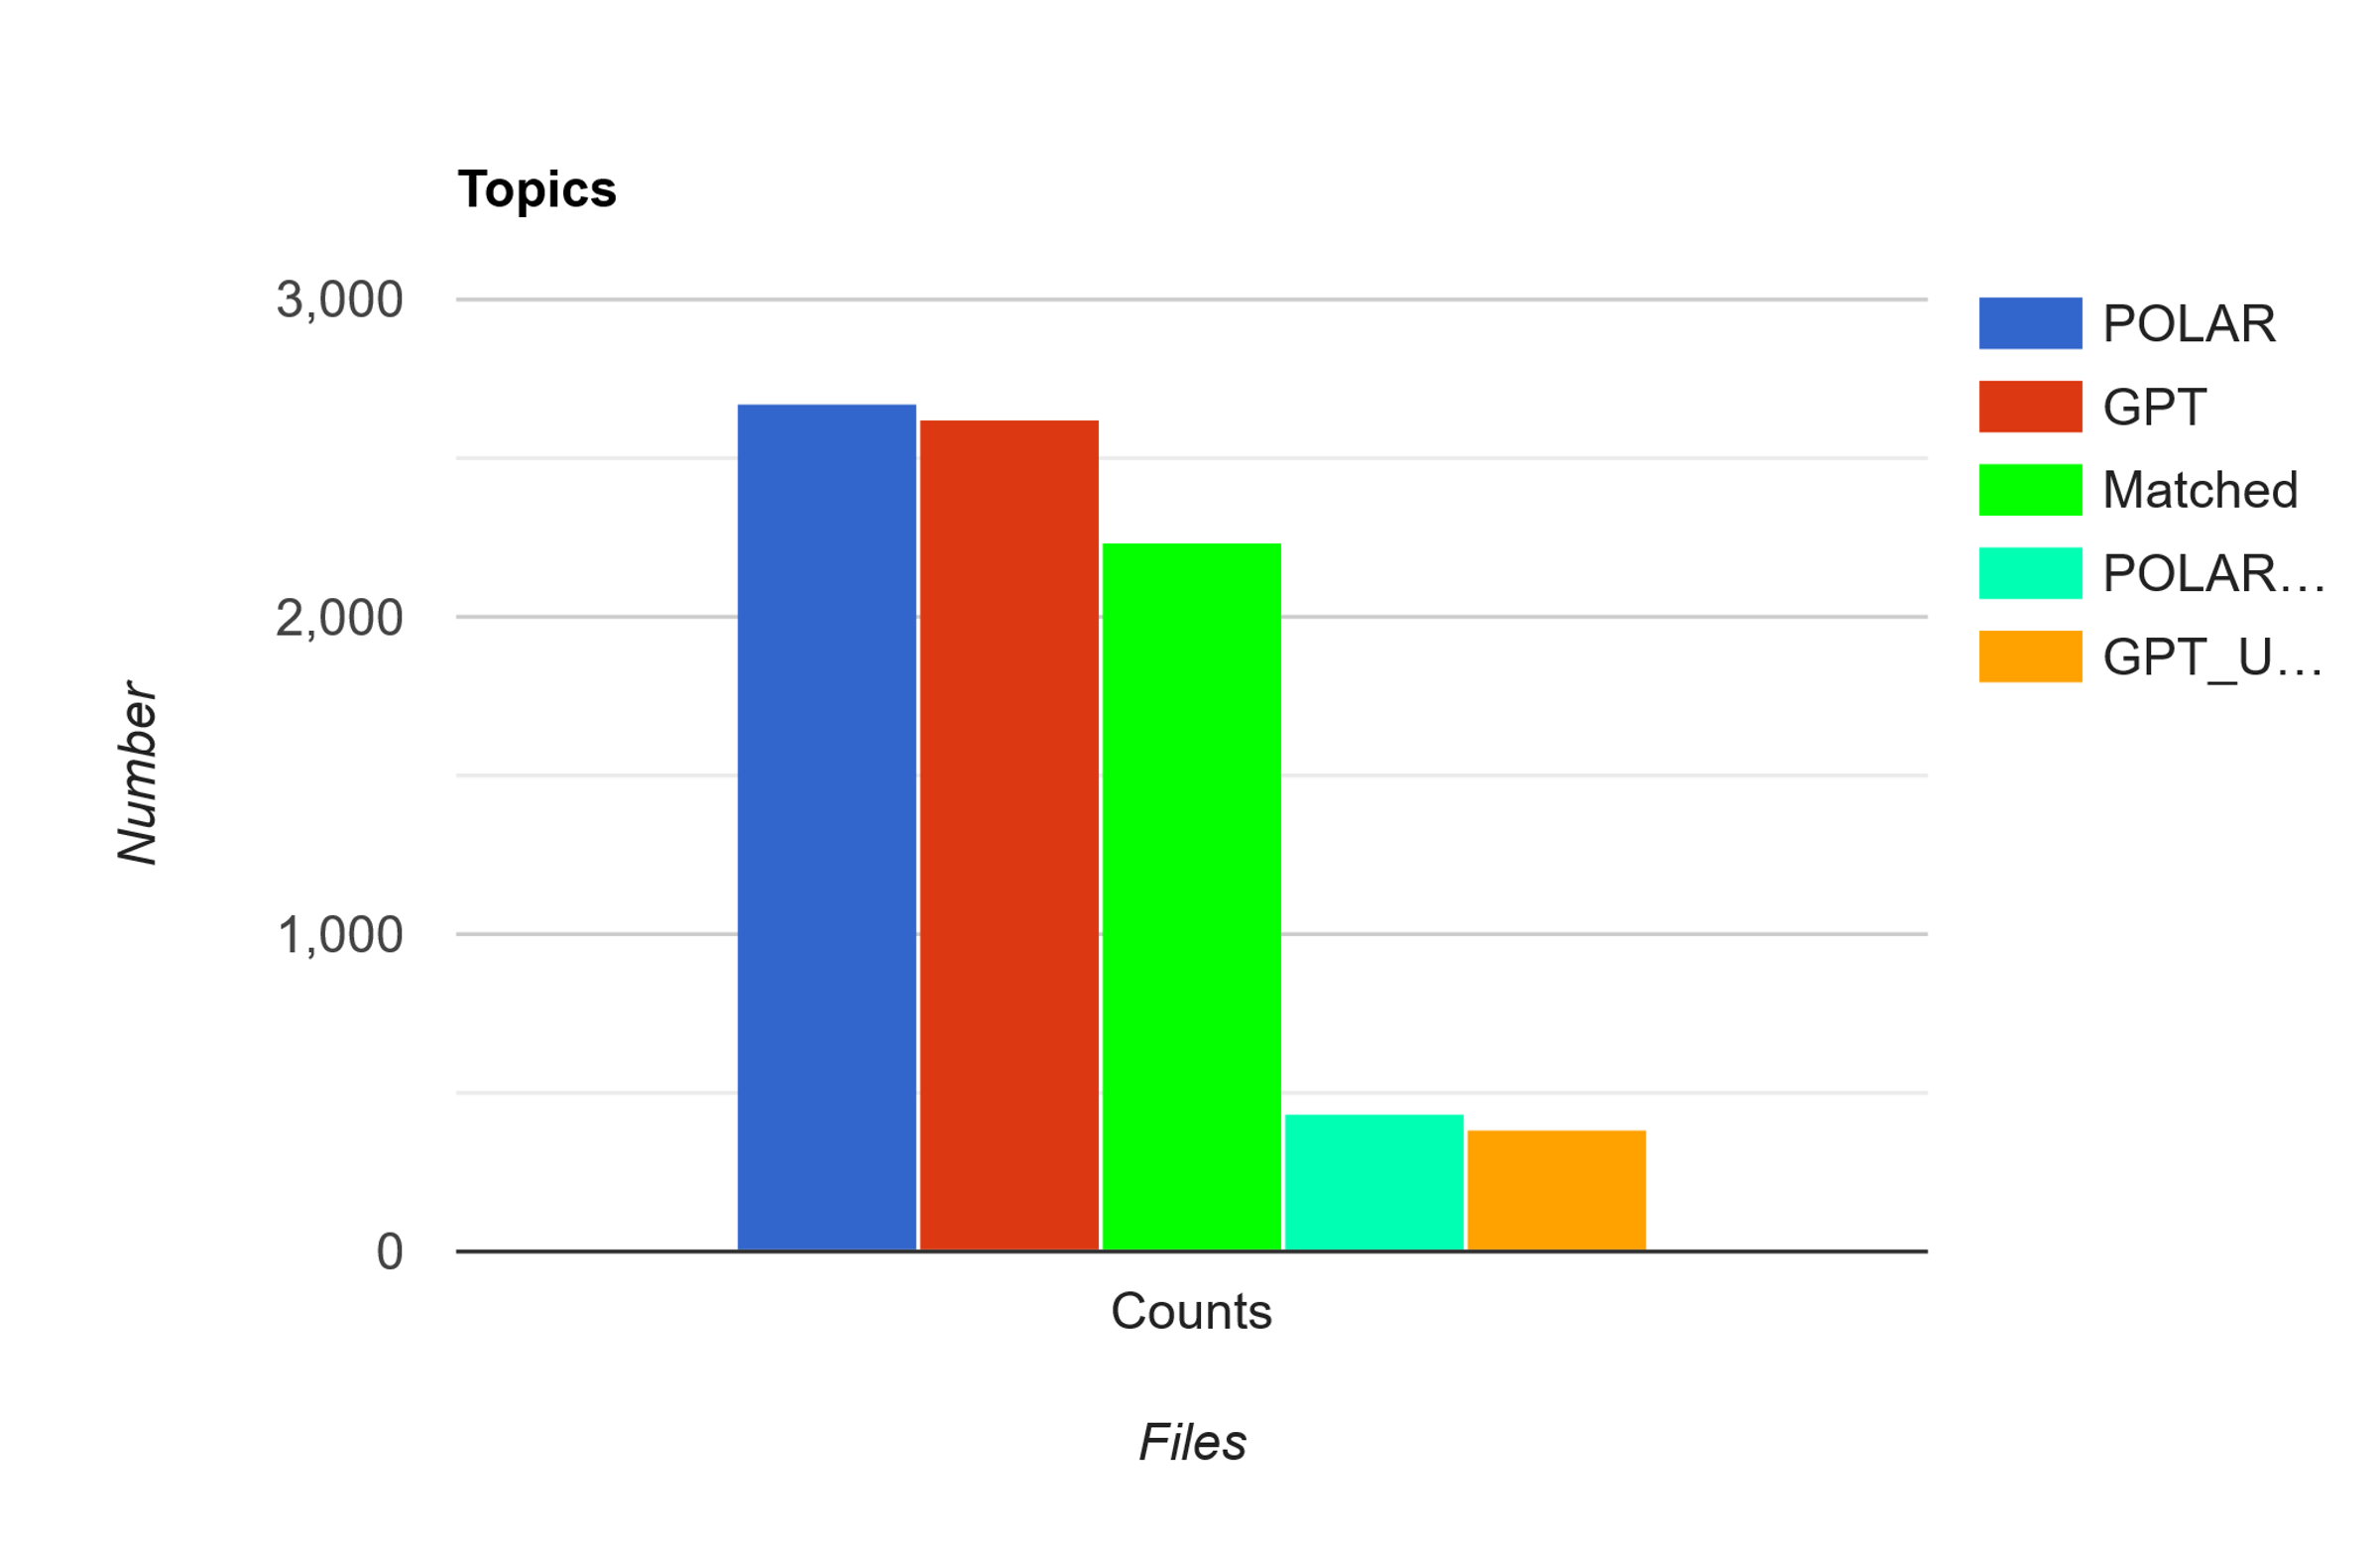 Topics
3,000
2,000
1,000
0
Number
Counts
Files
POLAR
GPT
Matched
POLAR…
GPT_U…